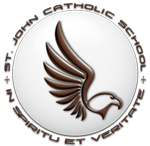 ST. JOHN CATHOLIC SCHOOL
IN SPIRITU ET VERITATE